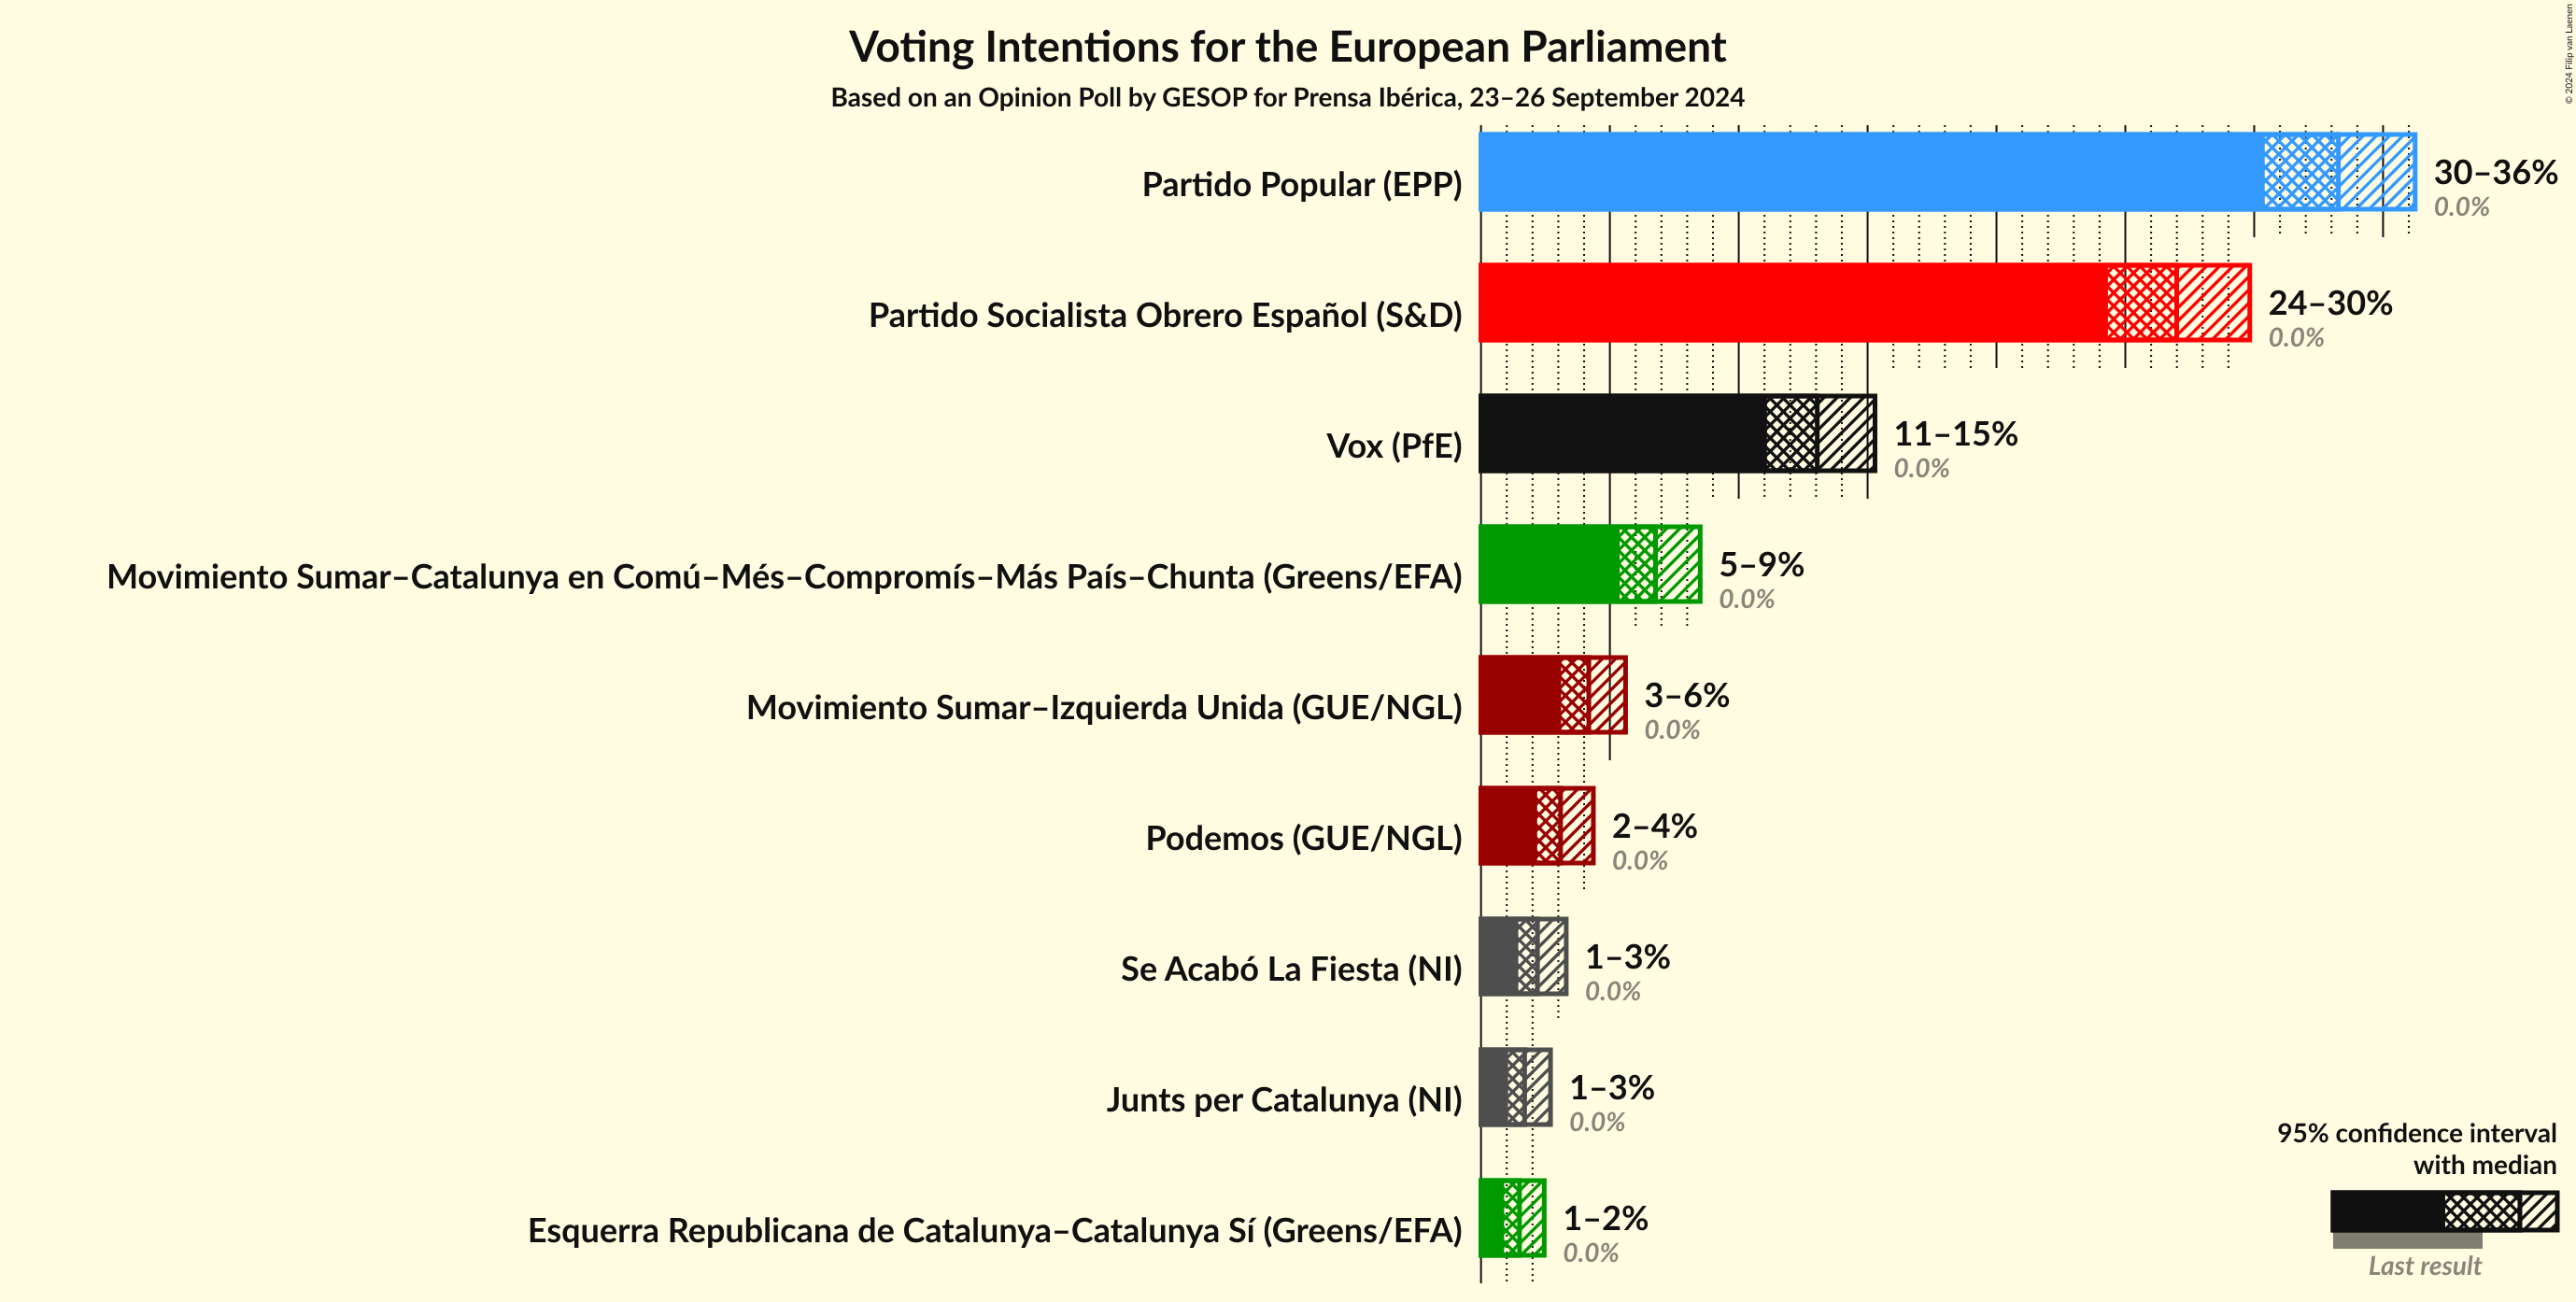 Voting Intentions for the European Parliament
Based on an Opinion Poll by GESOP for Prensa Ibérica, 23–26 September 2024
© 2024 Filip van Laenen
Partido Popular (EPP)
30–36%
0.0%
Partido Socialista Obrero Español (S&D)
24–30%
0.0%
Vox (PfE)
11–15%
0.0%
Movimiento Sumar–Catalunya en Comú–Més–Compromís–Más País–Chunta (Greens/EFA)
5–9%
0.0%
Movimiento Sumar–Izquierda Unida (GUE/NGL)
3–6%
0.0%
Podemos (GUE/NGL)
2–4%
0.0%
Se Acabó La Fiesta (NI)
1–3%
0.0%
Junts per Catalunya (NI)
1–3%
0.0%
Esquerra Republicana de Catalunya–Catalunya Sí (Greens/EFA)
1–2%
0.0%
95% confidence interval
with median
Last result